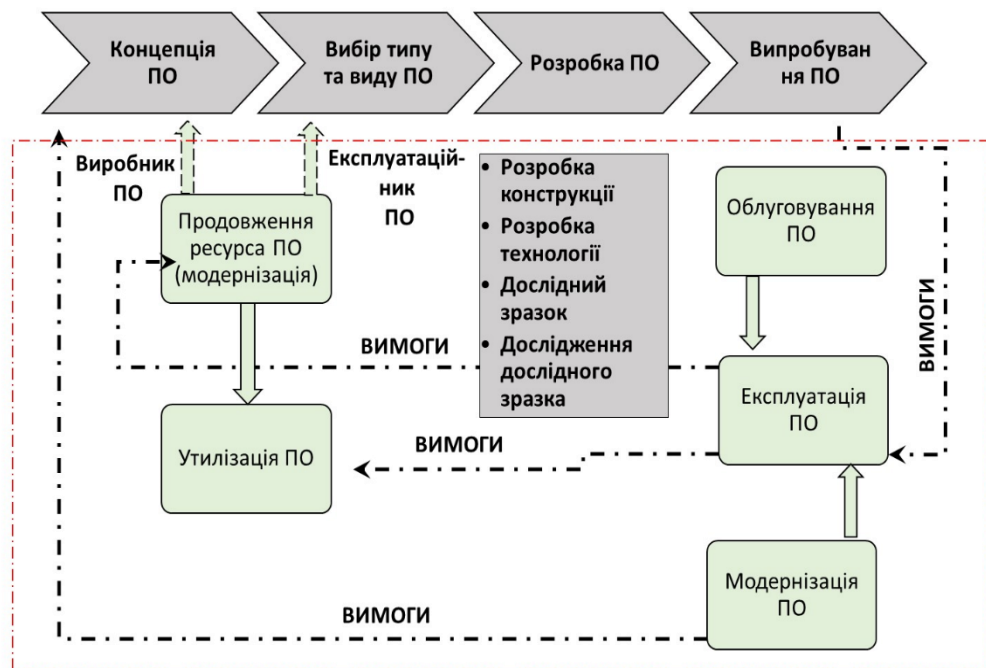 Концепція
ПО
Вибір типу
та виду ПО
Розробка ПО
Випробуван
ня ПО
Виробник
ПО
Експлуатацій-
ник
ПО
Продовження
ресурса ПО
(модернізація)
• Розробка
конструкції
• Розробка
технології
• Дослідний
зразок
• Дослідження
дослідного
зразка
Облуговування
ПО
ВИМОГИ
ВИМОГИ
Експлуатація
ПО
Утилізація ПО
ВИМОГИ
Модернізація
ПО
ВИМОГИ